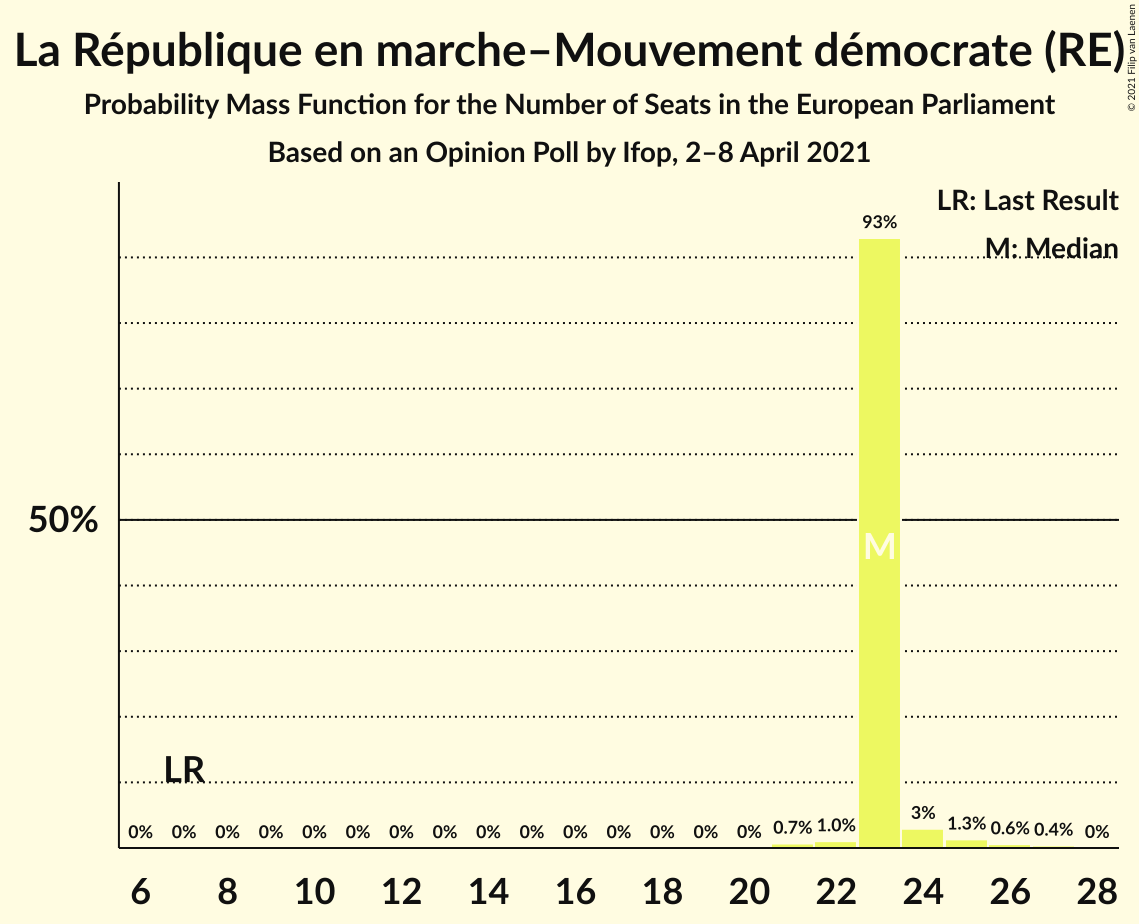 La République en marche–Mouvement démocrate (RE)
Probability Mass Function for the Number of Seats in the European Parliament
Based on an Opinion Poll by Ifop, 2–8 April 2021
© 2021 Filip van Laenen
LR: Last Result
M: Median
93%
50%
M
LR
0% 0% 0% 0% 0% 0% 0% 0% 0% 0% 0% 0% 0% 0% 0% 0.7% 1.0% 3% 1.3% 0.6% 0.4% 0%
6 8 10 12 14 16 18 20 22 24 26 28